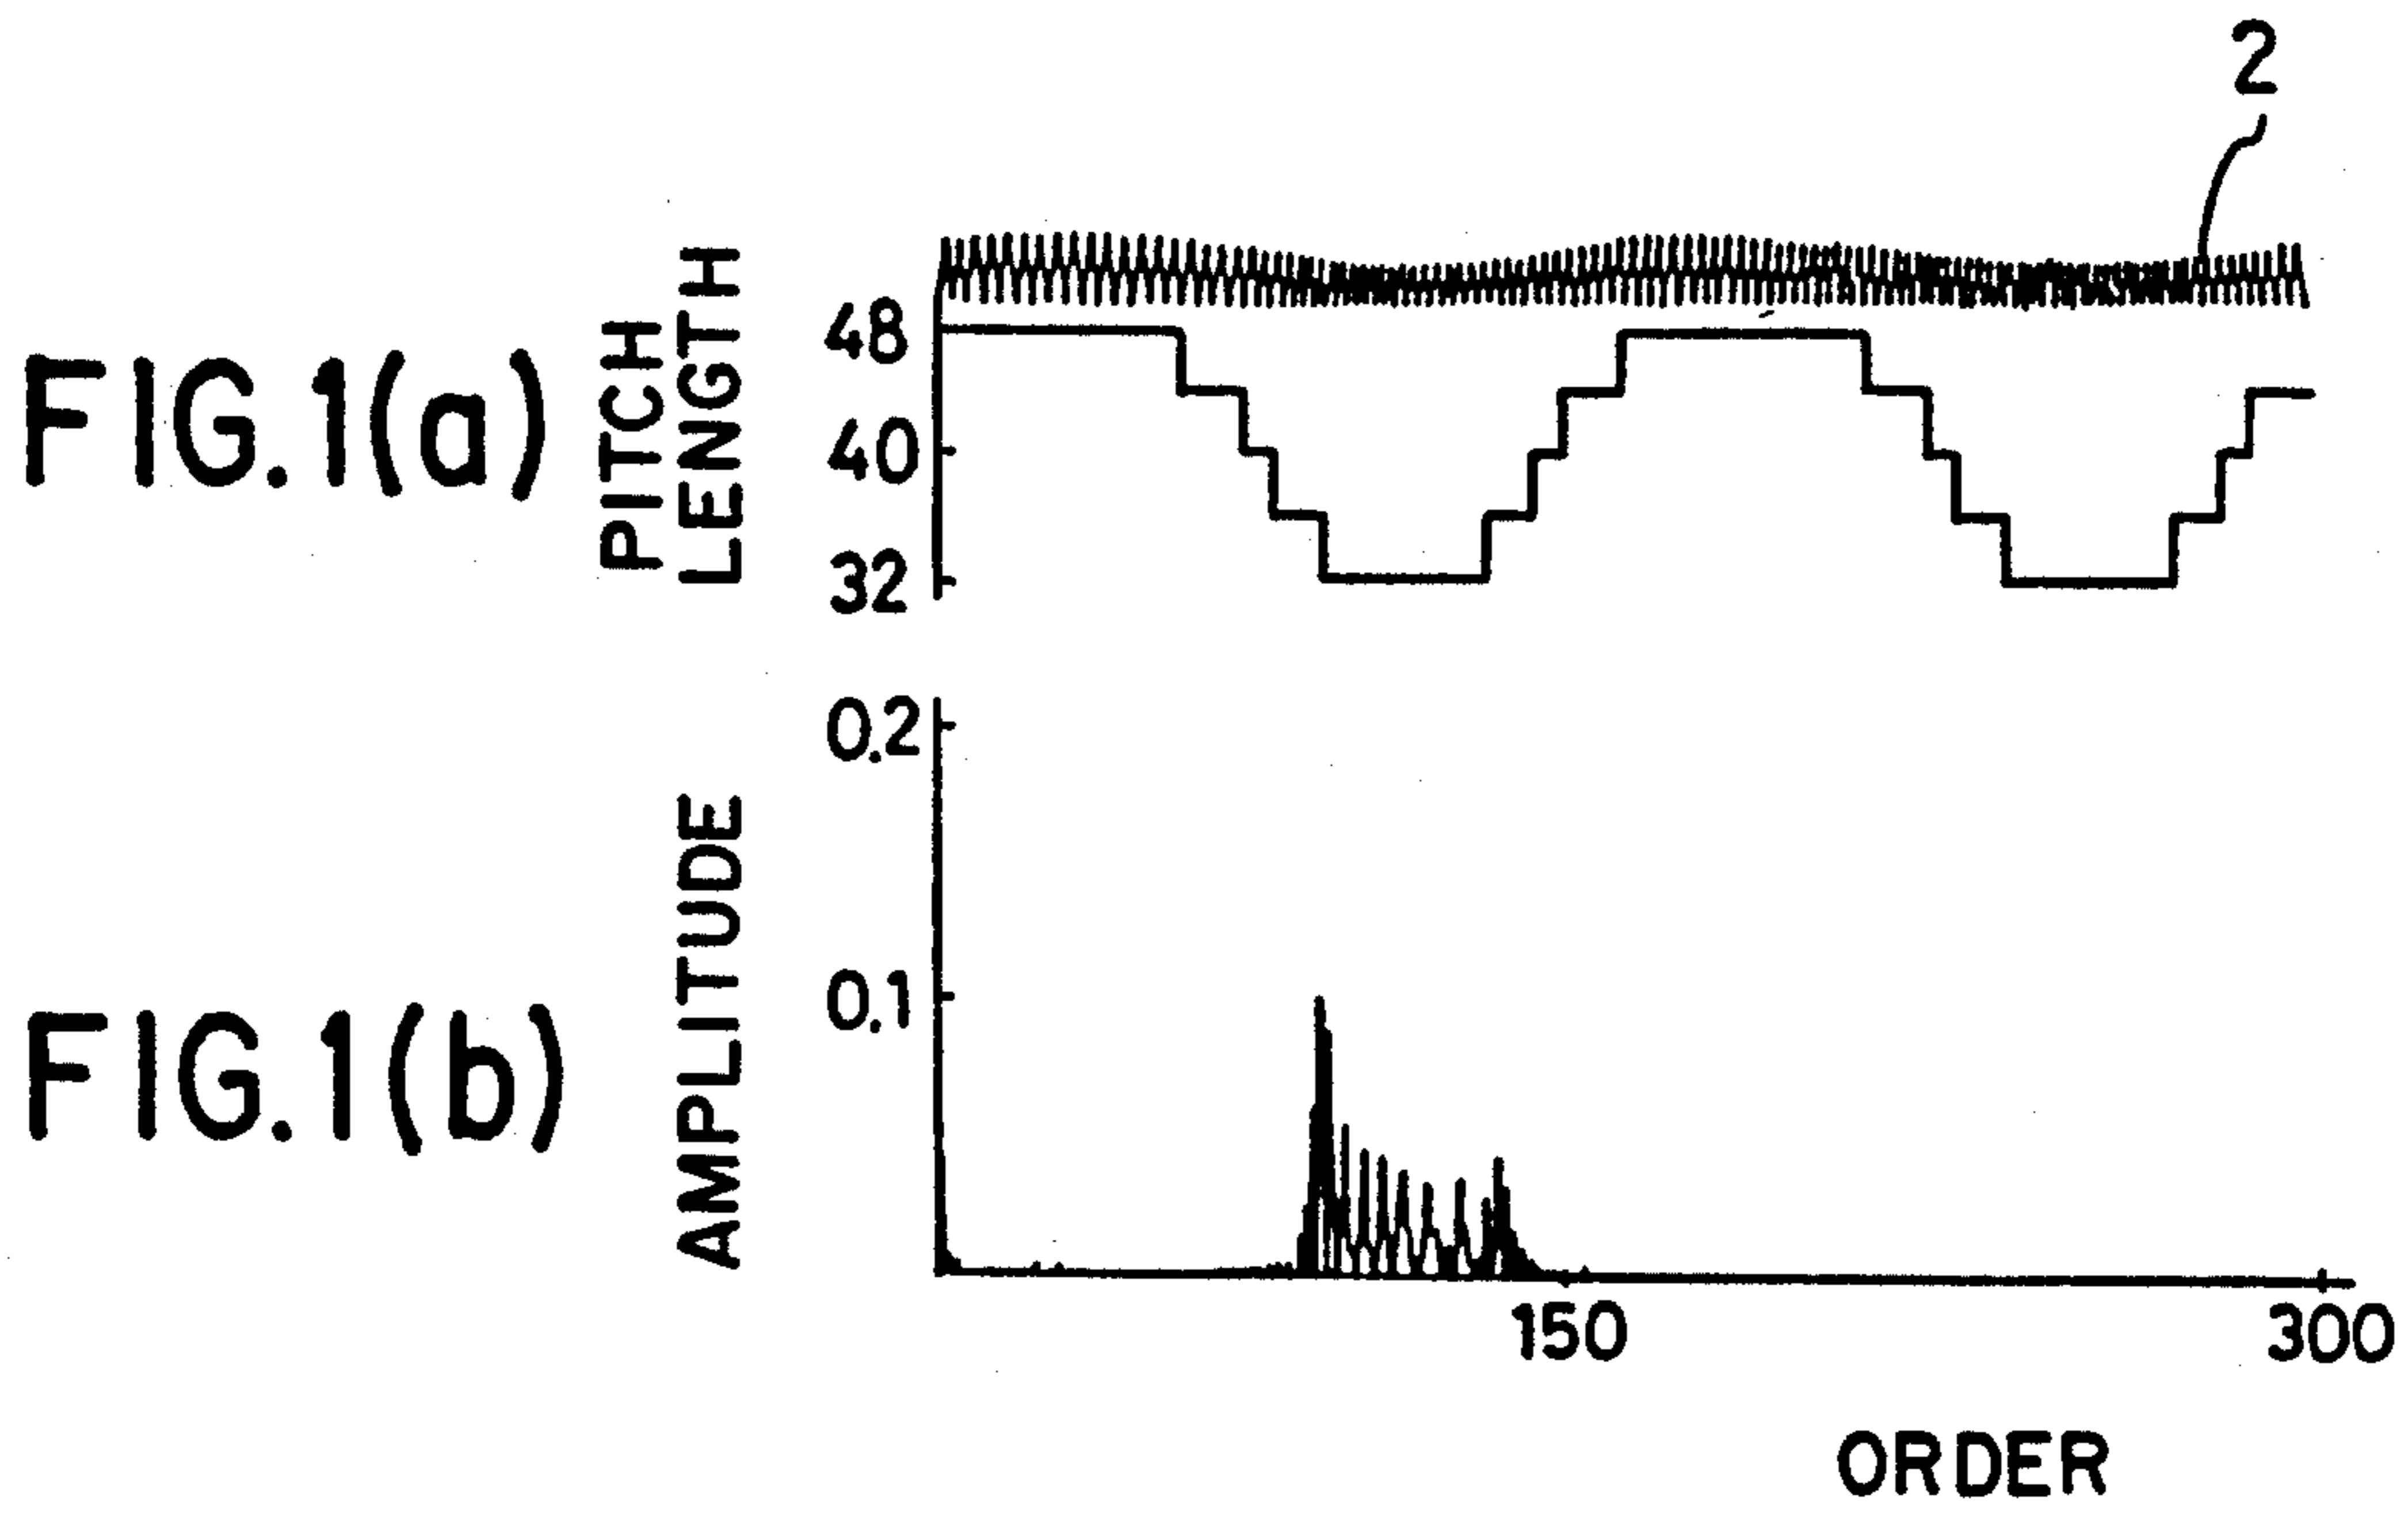 2
FIG.1(a)
PITCH
LENGTH
48
40
32
FIG.1(b)
AMPLITUDE
0.2
0.1
150
300
ORDER